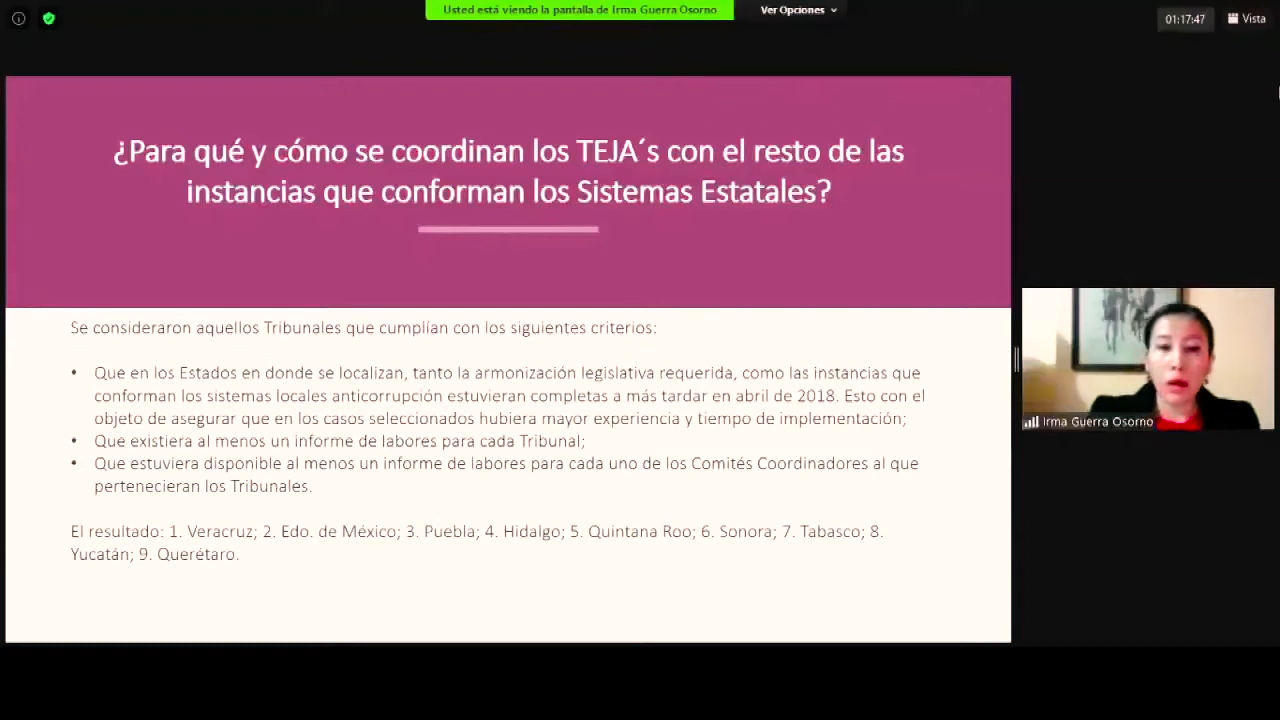 Usted está viendo la pantalla de Irma Guerra Osorno
Ver Opciones
01:17:47
Vista
¿Para qué y cómo se coordinan los TEJA´s con el resto de las
instancias que conforman los Sistemas Estatales?
Se consideraron aquellos Tribunales que cumplían con los siguientes criterios:
• Que en los Estados en donde se localizan, tanto la armonización legislativa requerida, como las instancias que
conforman los sistemas locales anticorrupción estuvieran completas a más tardar en abril de 2018. Esto con el
objeto de asegurar que en los casos seleccionados hubiera mayor experiencia y tiempo de implementación;
• Que existiera al menos un informe de labores para cada Tribunal;
• Que estuviera disponible al menos un informe de labores para cada uno de los Comités Coordinadores al que
pertenecieran los Tribunales.
El resultado: 1. Veracruz; 2. Edo. de México; 3. Puebla; 4. Hidalgo; 5. Quintana Roo; 6. Sonora; 7. Tabasco; 8.
Yucatán; 9. Querétaro.
Irma Guerra Osorno